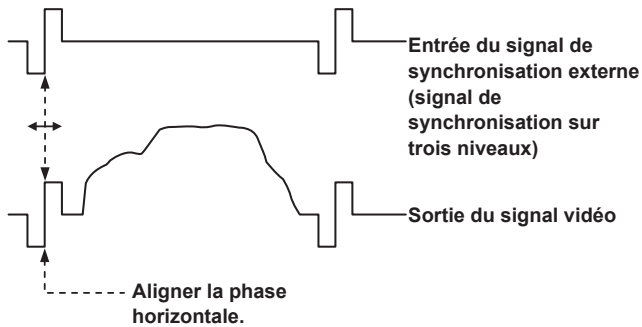 Entrée du signal de
synchronisation externe
(signal de
synchronisation sur
trois niveaux)
Sortie du signal vidéo
Aligner la phase
horizontale.